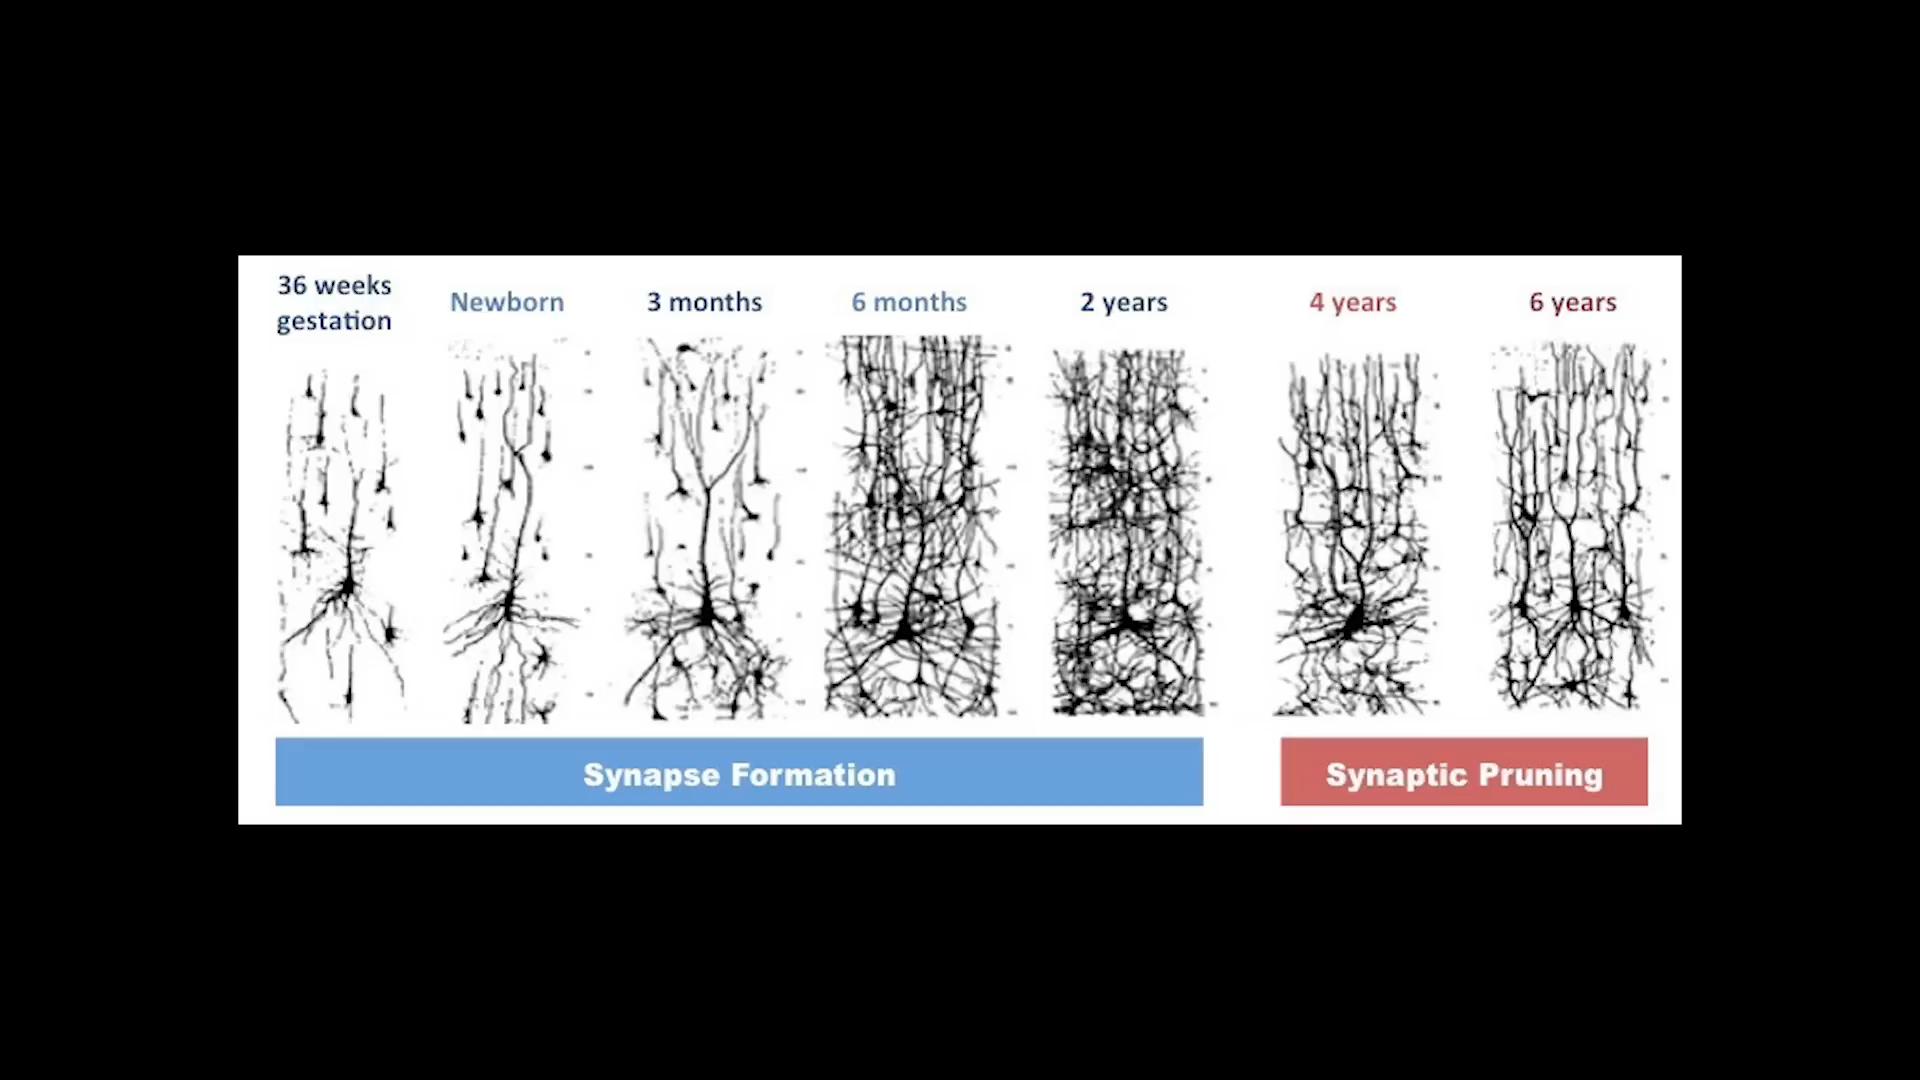 36 weeks
gestation
Newborn
3 months
6 months
2 years
4 years
6 years
Synapse Formation
Synaptic Pruning